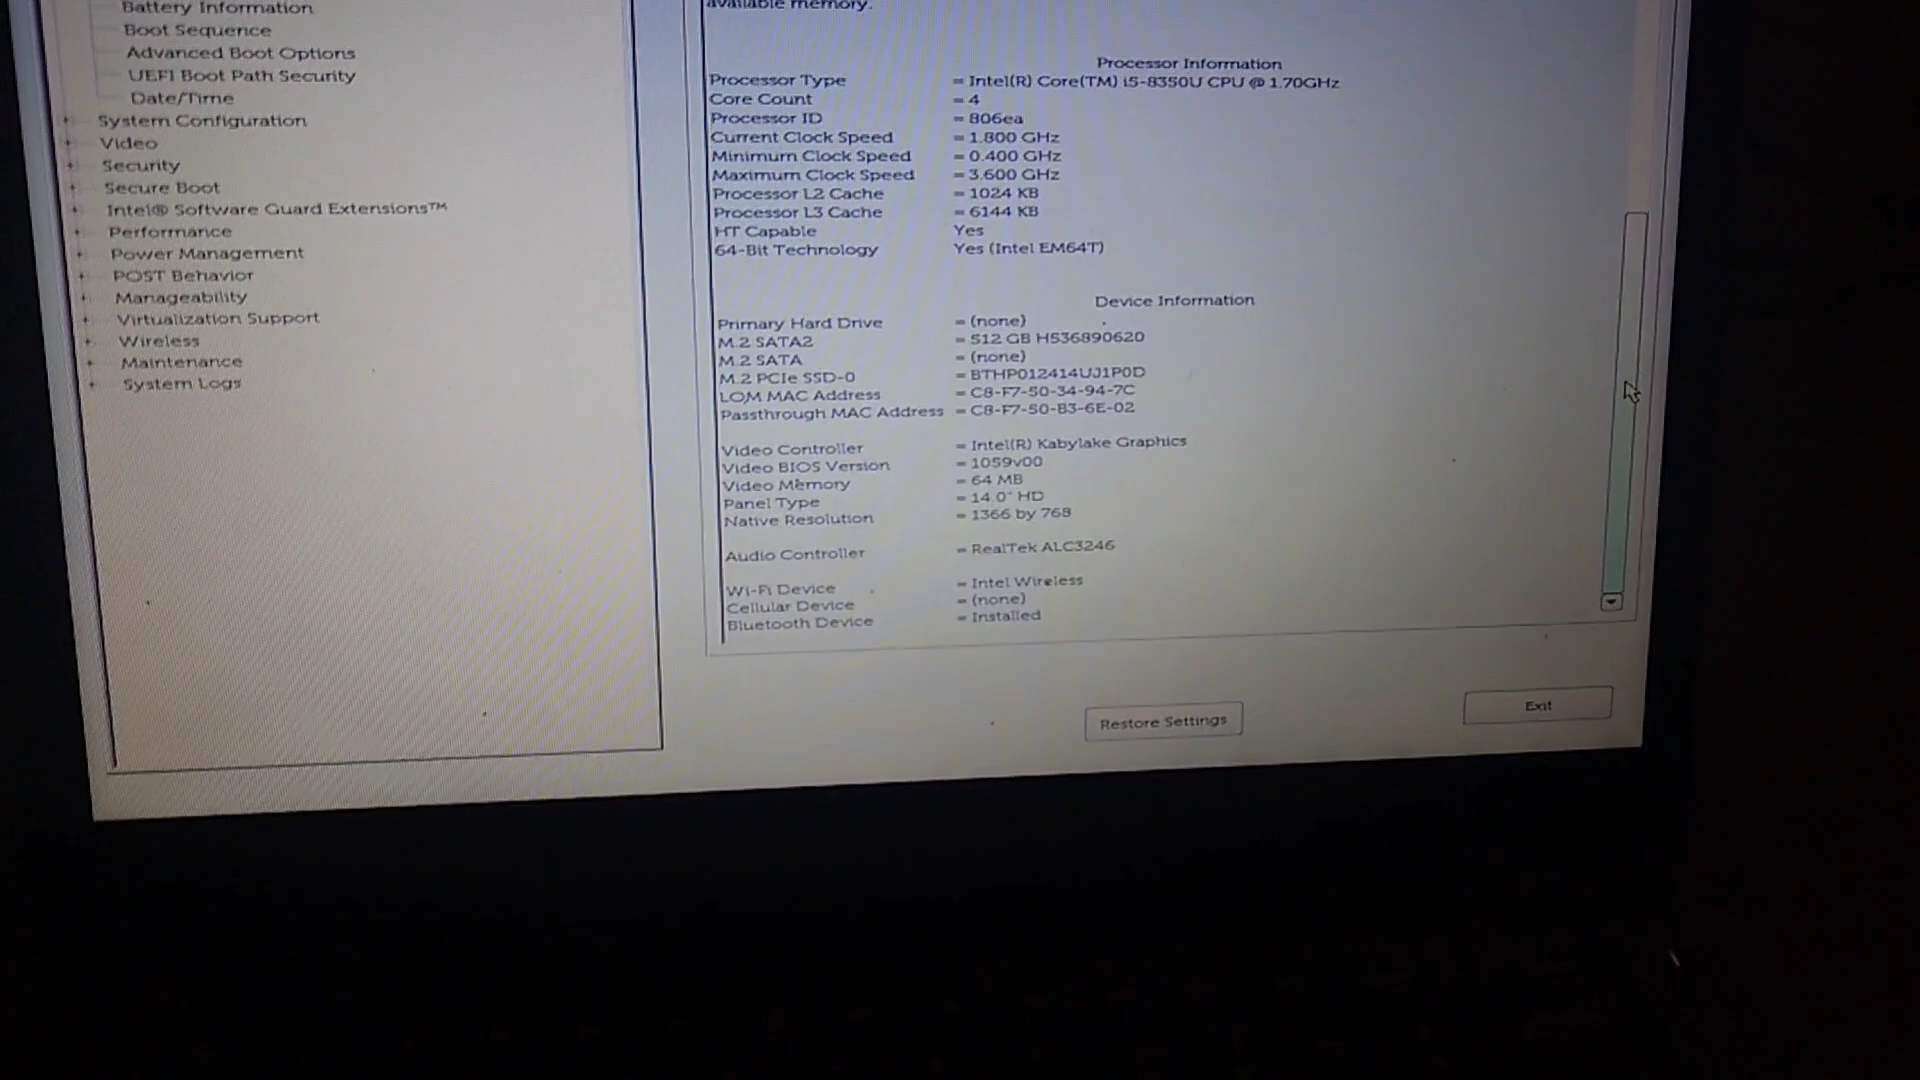 Battery Information
Boot Sequence
Advanced Boot Options
UEFI Boot Path Security
Date/Time
System Configuration
Video
Security
Secure Boot
Intel® Software Guard Extensions™
Performance
Power Management
POST Behavior
Manageability
Virtualization Support
Wireless
Maintenance
System Logs
available memory.
Processor Information
Processor Type = Intel(R) Core(TM) i5-8350U CPU @ 1.70GHz
Core Count = 4
Processor ID = 806ea
Current Clock Speed = 1.800 GHz
Minimum Clock Speed = 0.400 GHz
Maximum Clock Speed = 3.600 GHz
Processor L2 Cache = 1024 KB
Processor L3 Cache = 6144 KB
HT Capable Yes
64-Bit Technology Yes (Intel EM64T)
Device Information
Primary Hard Drive = (none)
M.2 SATA2 = 512 GB HS36890620
M.2 SATA = (none)
M.2 PCIe SSD-0 = BTHP012414UJ1P0D
LOM MAC Address = C8-F7-50-34-94-7C
Passthrough MAC Address = C8-F7-50-B3-6E-02
Video Controller = Intel(R) Kabylake Graphics
Video BIOS Version = 1059v00
Video Memory = 64 MB
Panel Type = 14.0" HD
Native Resolution = 1366 by 768
Audio Controller = RealTek ALC3246
Wi-Fi Device = Intel Wireless
Cellular Device = (none)
Bluetooth Device = Installed
Restore Settings
Exit